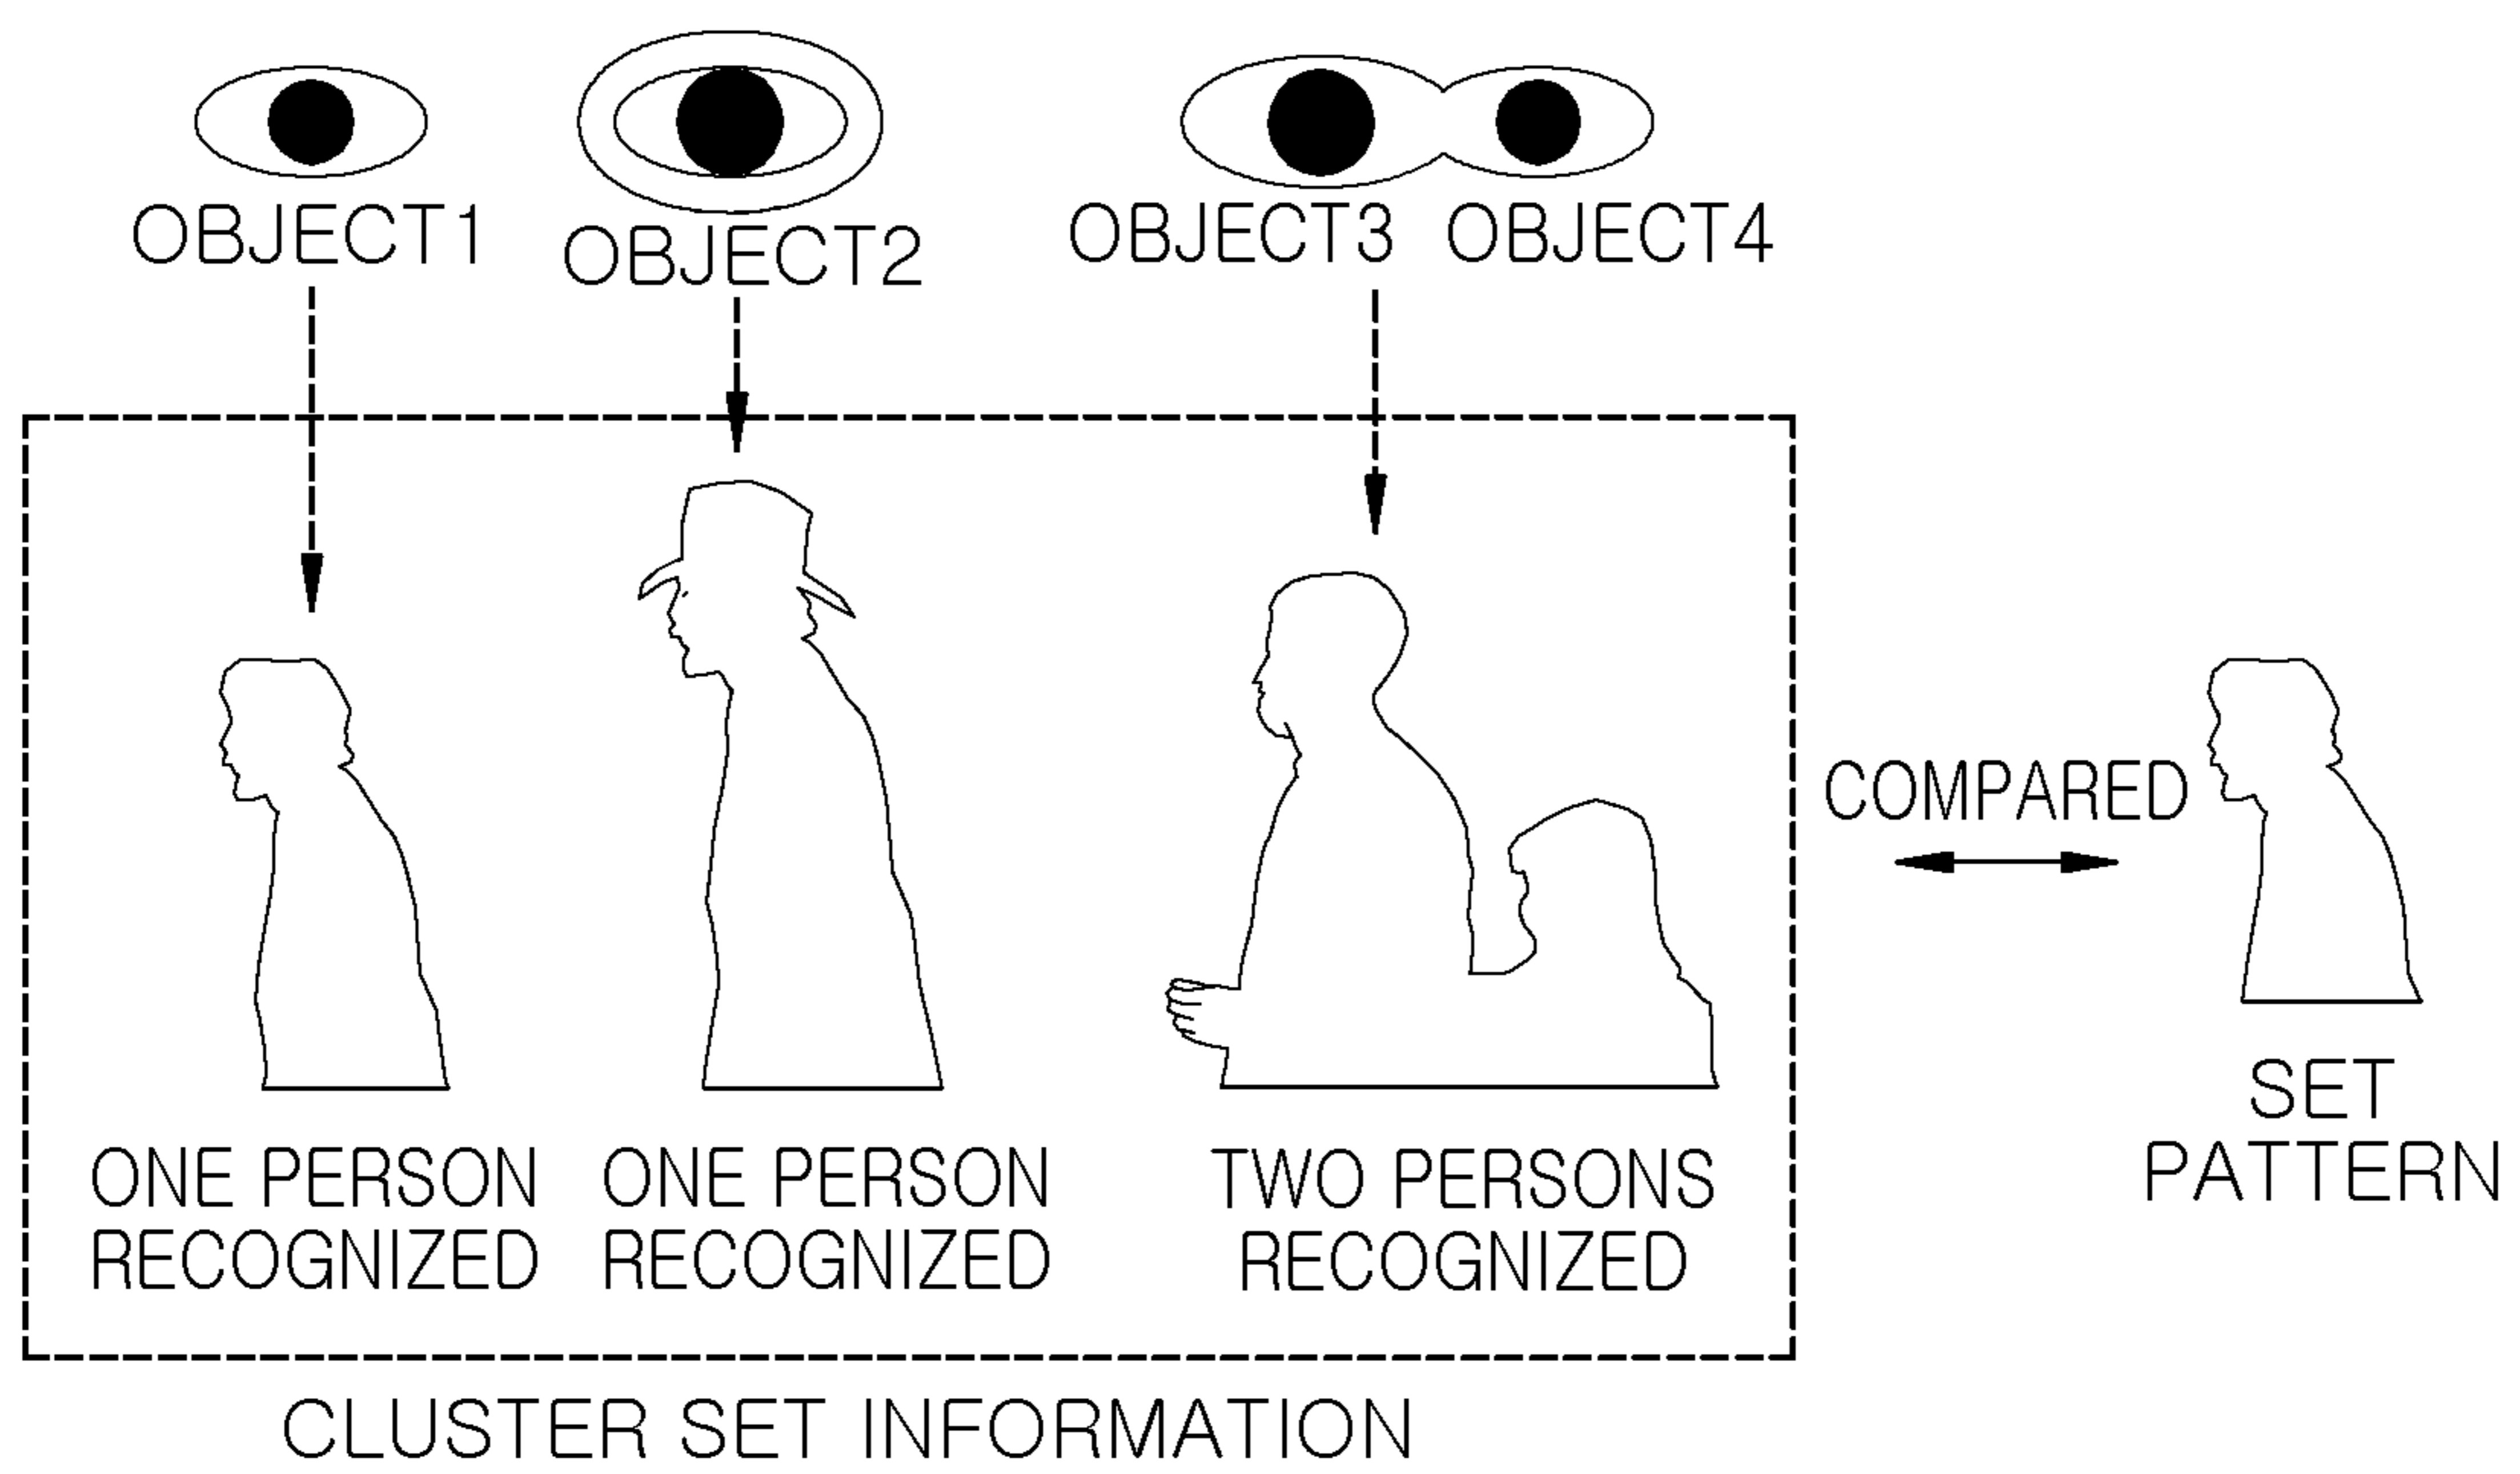 OBJECT1
OBJECT2
OBJECT3 OBJECT4
COMPARED
SET
PATTERN
ONE PERSON
RECOGNIZED
ONE PERSON
RECOGNIZED
TWO PERSONS
RECOGNIZED
CLUSTER SET INFORMATION